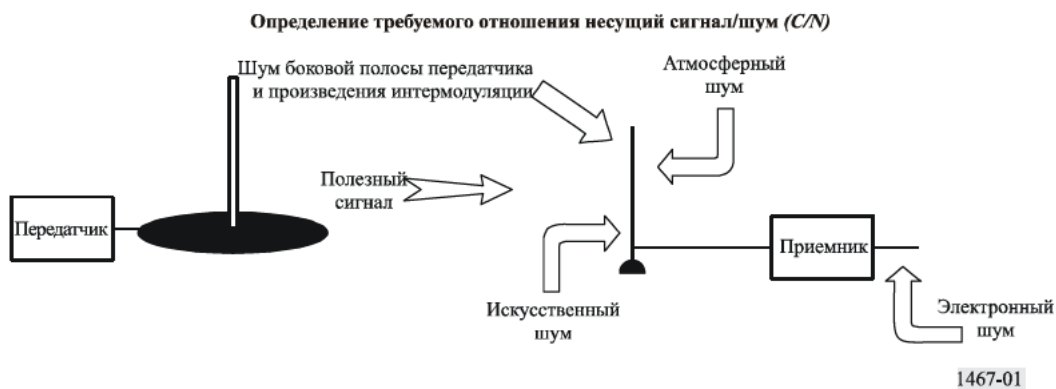 Определение требуемого отношения несущий сигнал/шум (C/N)
Шум боковой полосы передатчика
и произведения интермодуляции
Атмосферный
шум
Полезный
сигнал
Передатчик
Приемник
Искусственный
шум
Электронный
шум
1467-01